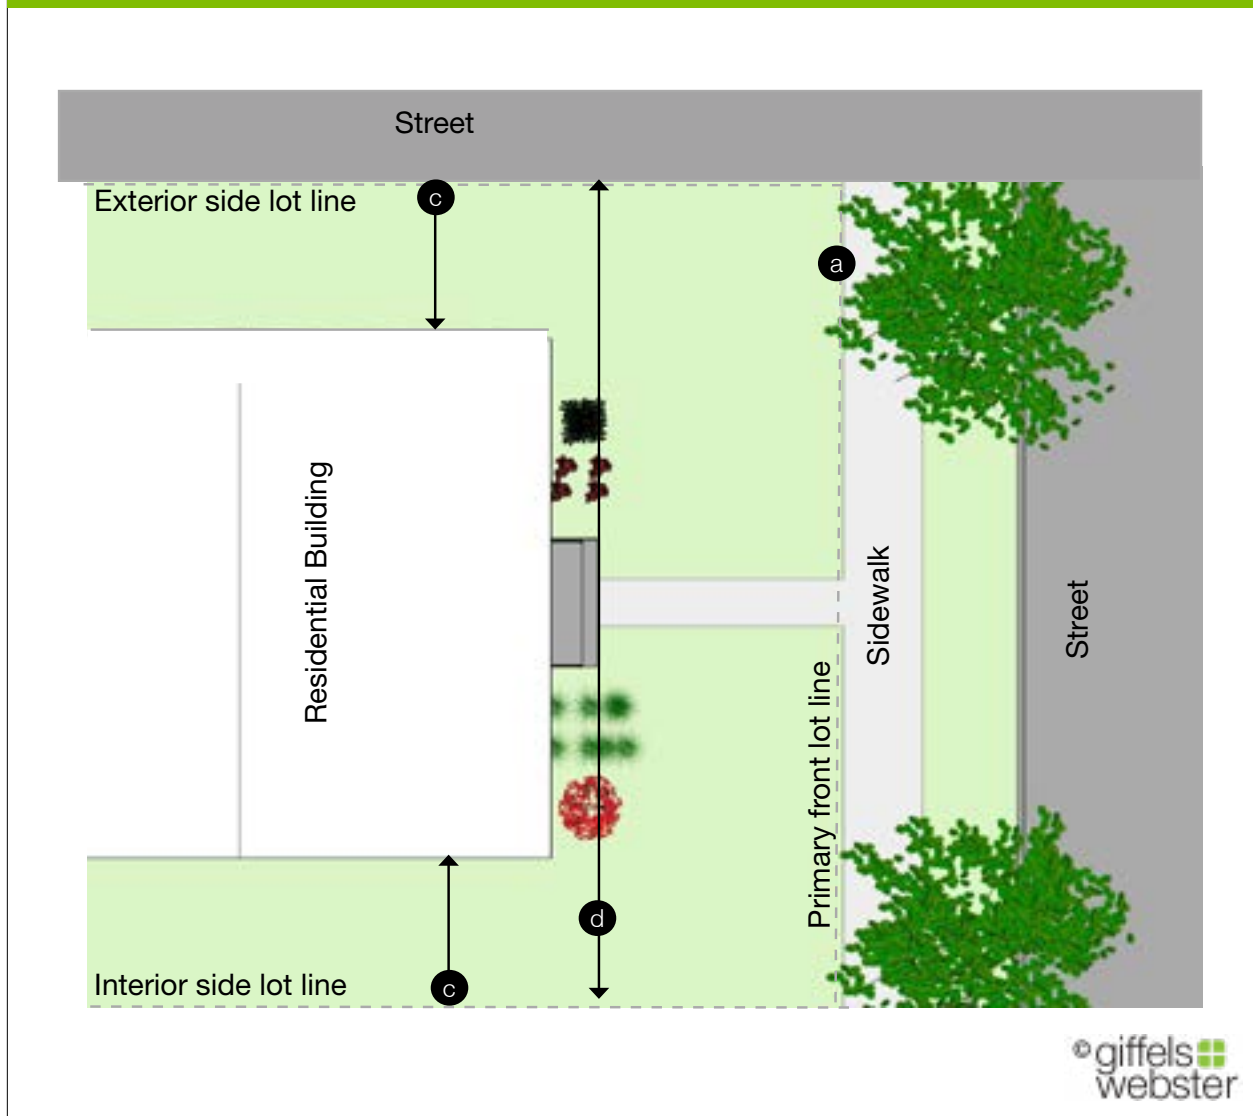 Street
Exterior side lot line
c
a
Residential Building
Sidewalk
Street
Primary front lot line
d
Interior side lot line
c
© giffels
webster